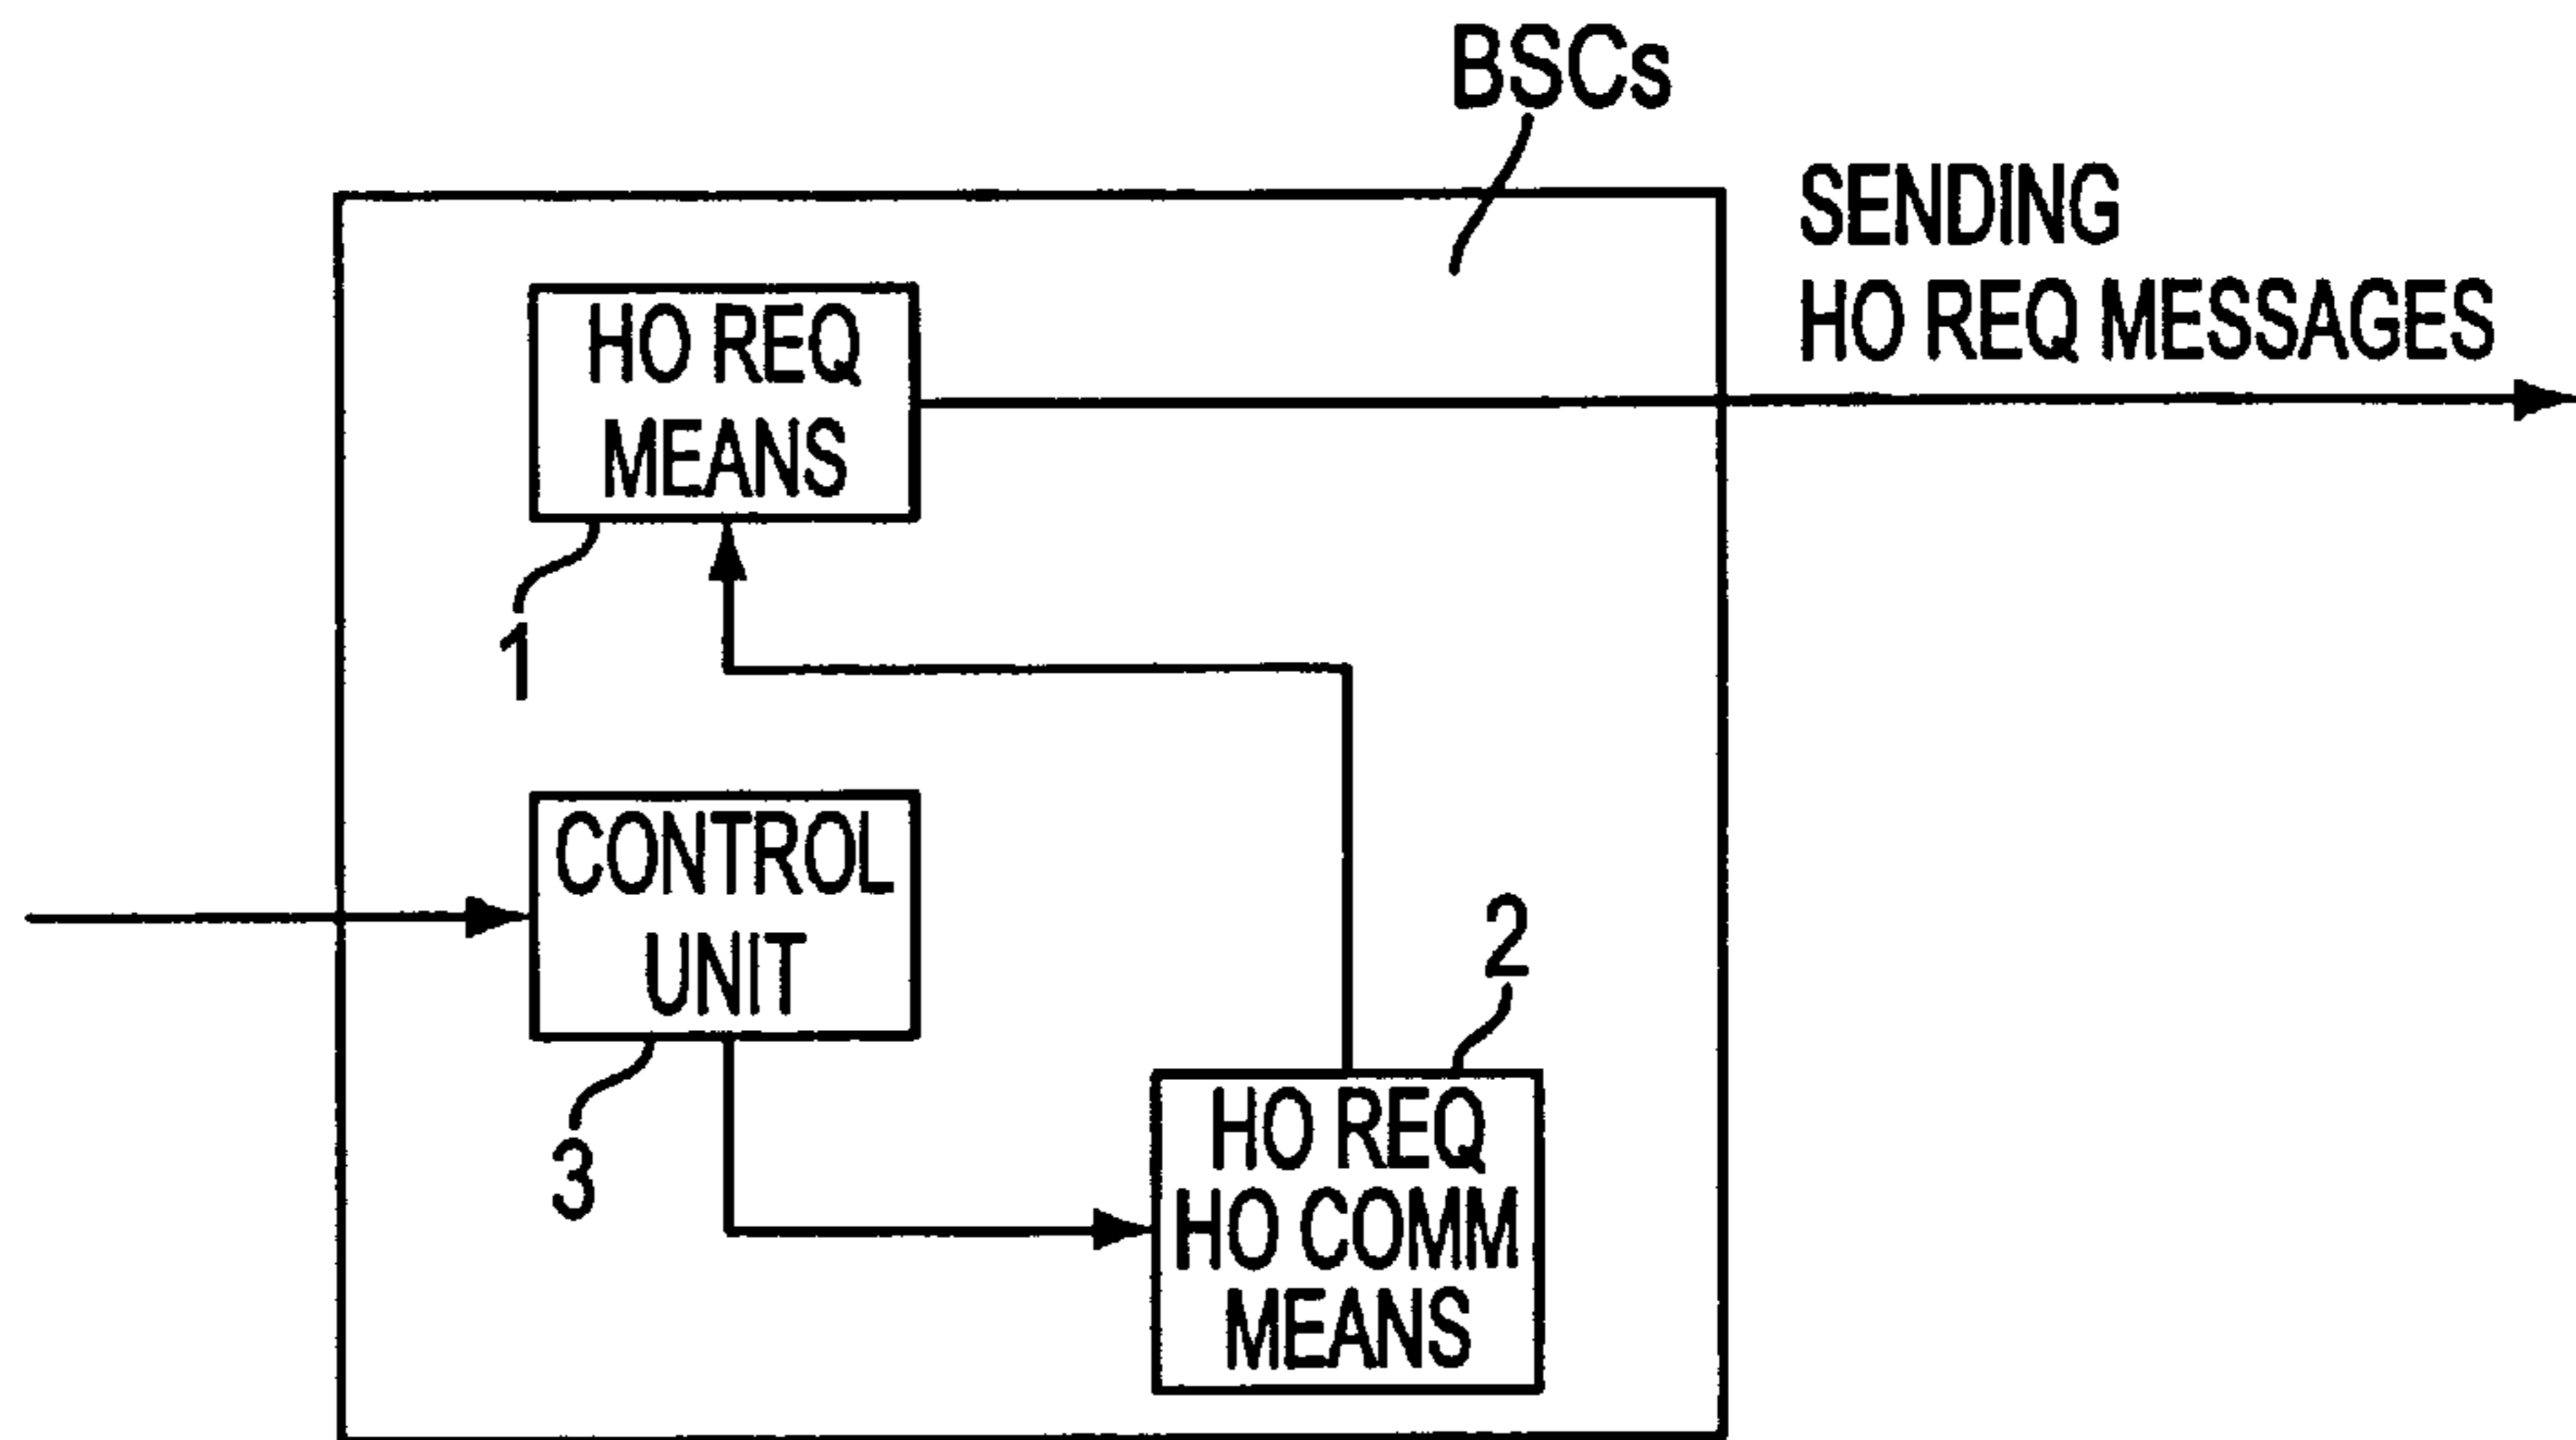 BSCs
SENDING
HO REQ MESSAGES
HO REQ
MEANS
1
CONTROL
UNIT
3
2
HO REQ
HO COMM
MEANS